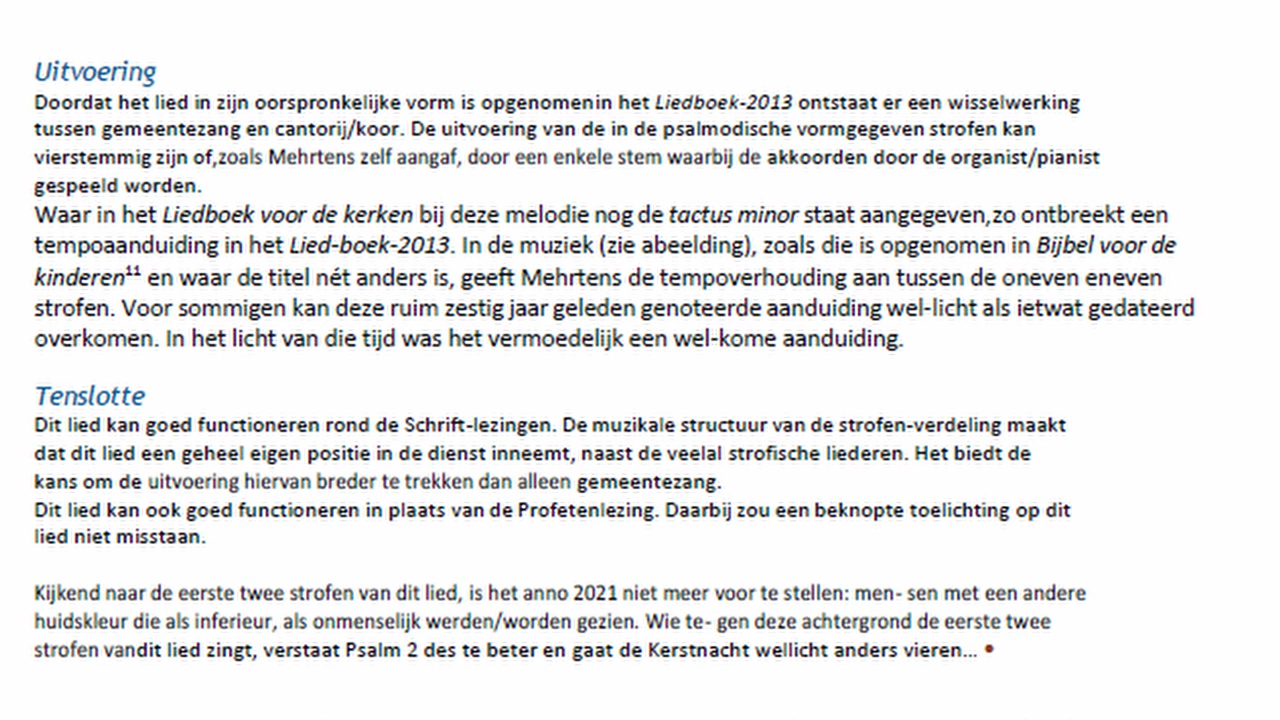 Uitvoering
Doordat het lied in zijn oorspronkelijke vorm is opgenomenin het Liedboek-2013 ontstaat er een wisselwerking
tussen gemeentezang en cantorij/koor. De uitvoering van de in de psalmodische vormgegeven strofen kan
vierstemmig zijn of,zoals Mehrtens zelf aangaf, door een enkele stem waarbij de akkoorden door de organist/pianist
gespeeld worden.
Waar in het Liedboek voor de kerken bij deze melodie nog de tactus minor staat aangegeven,zo ontbreekt een
tempoaanduiding in het Lied-boek-2013. In de muziek (zie abeelding), zoals die is opgenomen in Bijbel voor de
kinderen¹¹ en waar de titel nét anders is, geeft Mehrtens de tempoverhouding aan tussen de oneven eneven
strofen. Voor sommigen kan deze ruim zestig jaar geleden genoteerde aanduiding wel-licht als ietwat gedateerd
overkomen. In het licht van die tijd was het vermoedelijk een wel-kome aanduiding.
Tenslotte
Dit lied kan goed functioneren rond de Schrift-lezingen. De muzikale structuur van de strofen-verdeling maakt
dat dit lied een geheel eigen positie in de dienst inneemt, naast de veelal strofische liederen. Het biedt de
kans om de uitvoering hiervan breder te trekken dan alleen gemeentezang.
Dit lied kan ook goed functioneren in plaats van de Profetenlezing. Daarbij zou een beknopte toelichting op dit
lied niet misstaan.
Kijkend naar de eerste twee strofen van dit lied, is het anno 2021 niet meer voor te stellen: men- sen met een andere
huidskleur die als inferieur, als onmenselijk werden/worden gezien. Wie te- gen deze achtergrond de eerste twee
strofen vandit lied zingt, verstaat Psalm 2 des te beter en gaat de Kerstnacht wellicht anders vieren... •